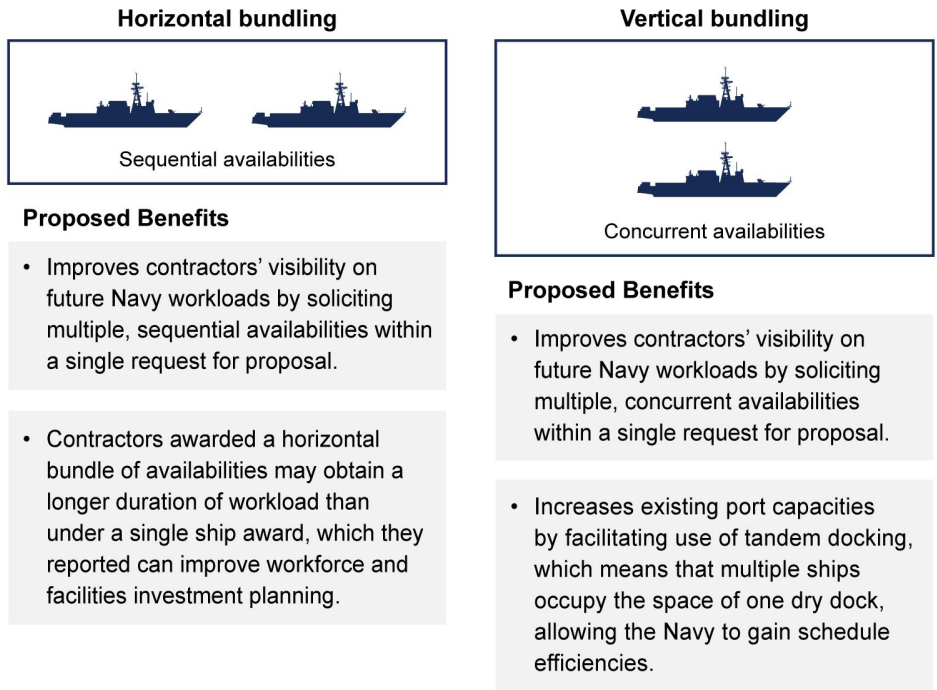 Horizontal bundling
Sequential availabilities
Proposed Benefits
• Improves contractors’ visibility on
future Navy workloads by soliciting
multiple, sequential availabilities within
a single request for proposal.
• Contractors awarded a horizontal
bundle of availabilities may obtain a
longer duration of workload than
under a single ship award, which they
reported can improve workforce and
facilities investment planning.
Vertical bundling
Concurrent availabilities
Proposed Benefits
• Improves contractors’ visibility on
future Navy workloads by soliciting
multiple, concurrent availabilities
within a single request for proposal.
• Increases existing port capacities
by facilitating use of tandem docking,
which means that multiple ships
occupy the space of one dry dock,
allowing the Navy to gain schedule
efficiencies.